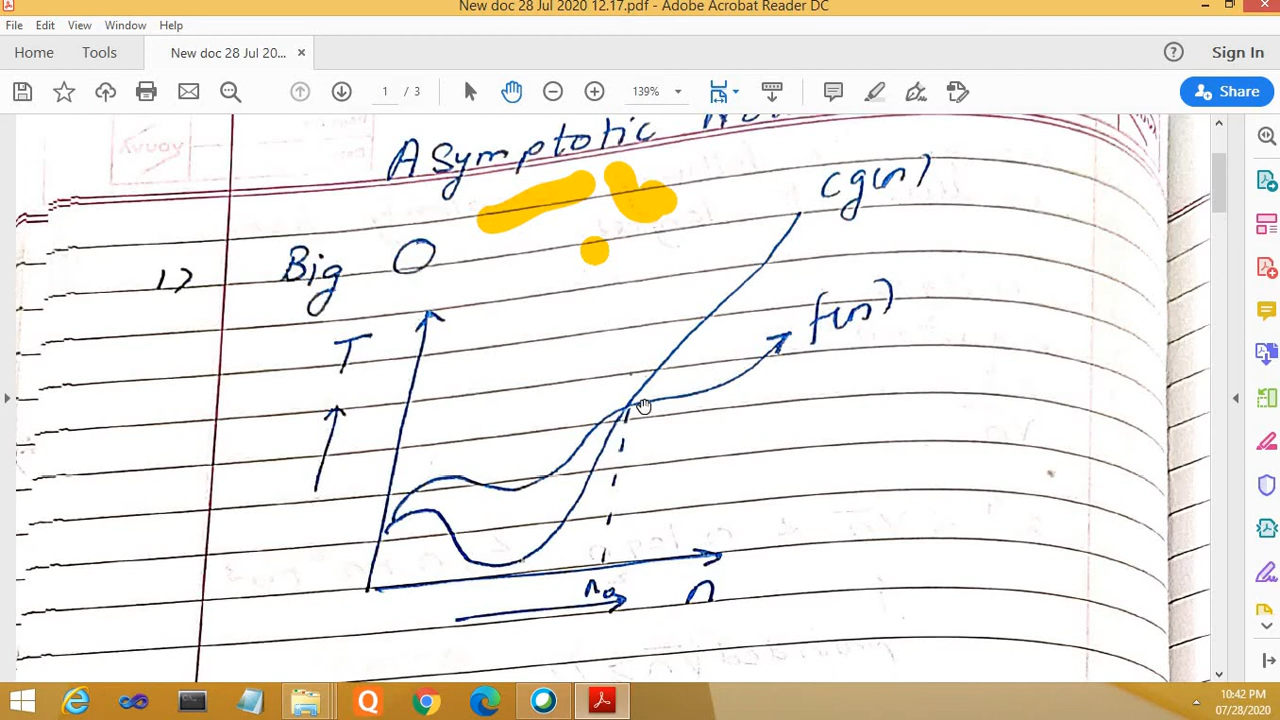 New doc 28 Jul 2020 12.17.pdf - Adobe Acrobat Reader DC
File Edit View Window Help
Home Tools New doc 28 Jul 20... × Sign In
1 / 3 139% Share
Asymptotic
1) Big O
cg(n)
f(n)
T
n₀ n
10:42 PM
07/28/2020